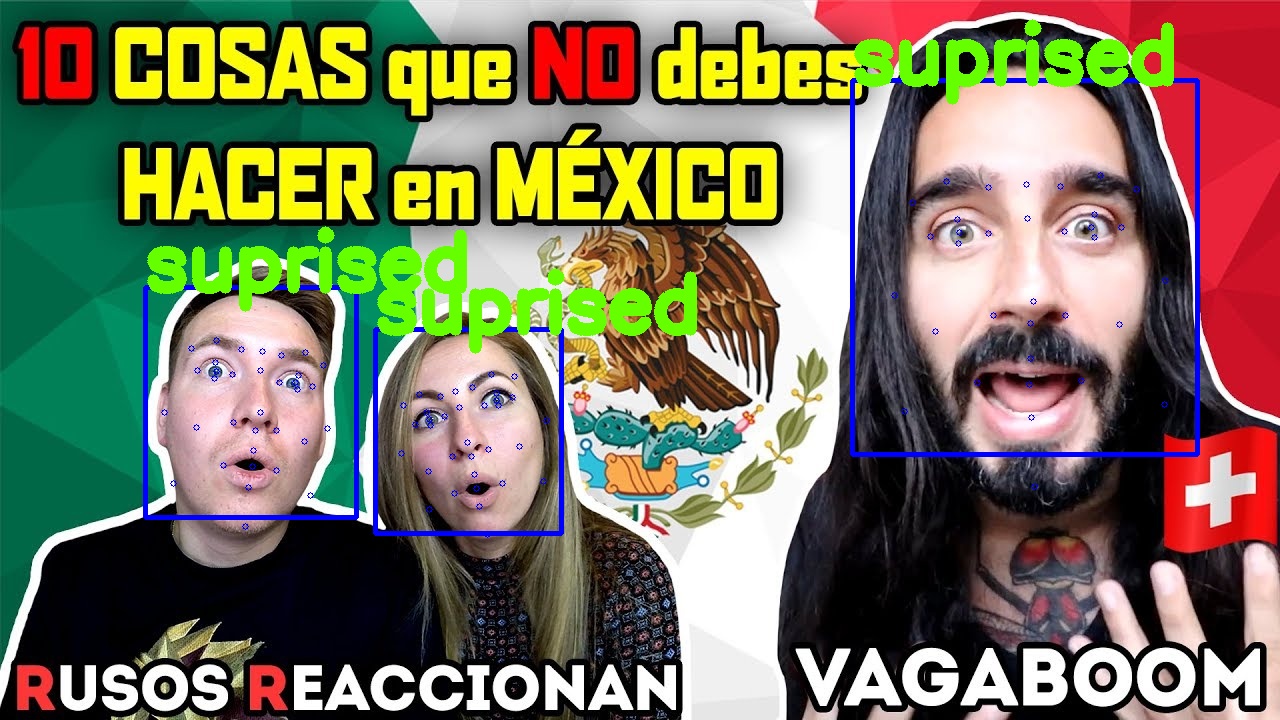 10 COSAS que NO debes
HACER en MÉXICO
suprised
suprised
suprised
RUSOS REACCIONAN
VAGABOOM